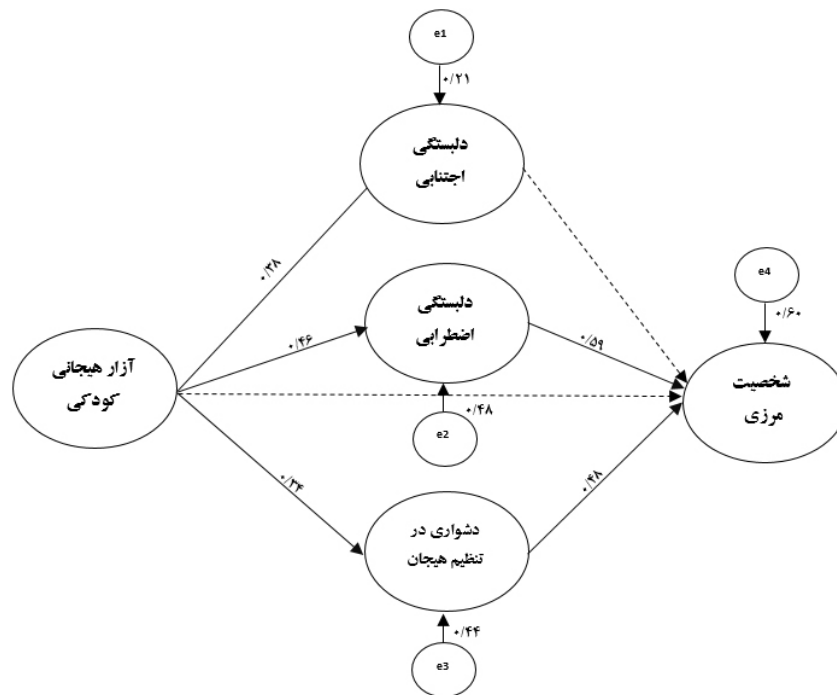 e1
۰/۲۱
دلبستگی
اجتنابی
۰/۳۸
e4
۰/۶۰
دلبستگی
اضطرابی
۰/۴۶
۰/۵۹
آزار هیجانی
کودکی
شخصیت
مرزی
e2
۰/۴۸
۰/۳۴
۰/۴۸
دشواری در
تنظیم هیجان
۰/۴۴
e3